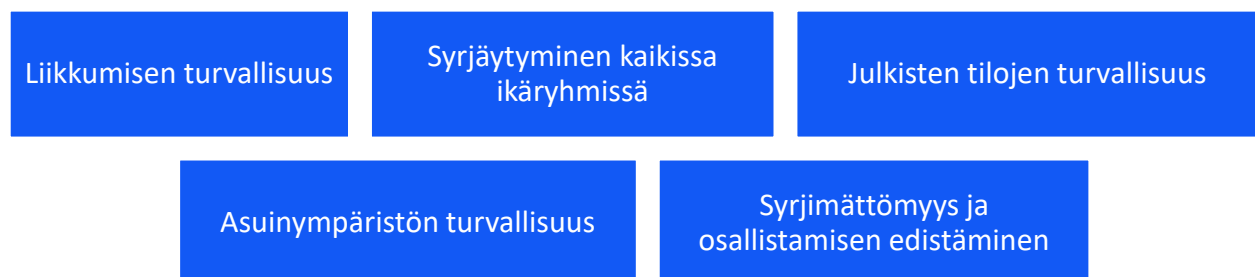 Liikkumisen turvallisuus
Syrjäytyminen kaikissa
ikäryhmissä
Julkisten tilojen turvallisuus
Asuinympäristön turvallisuus
Syrjimättömyys ja
osallistamisen edistäminen